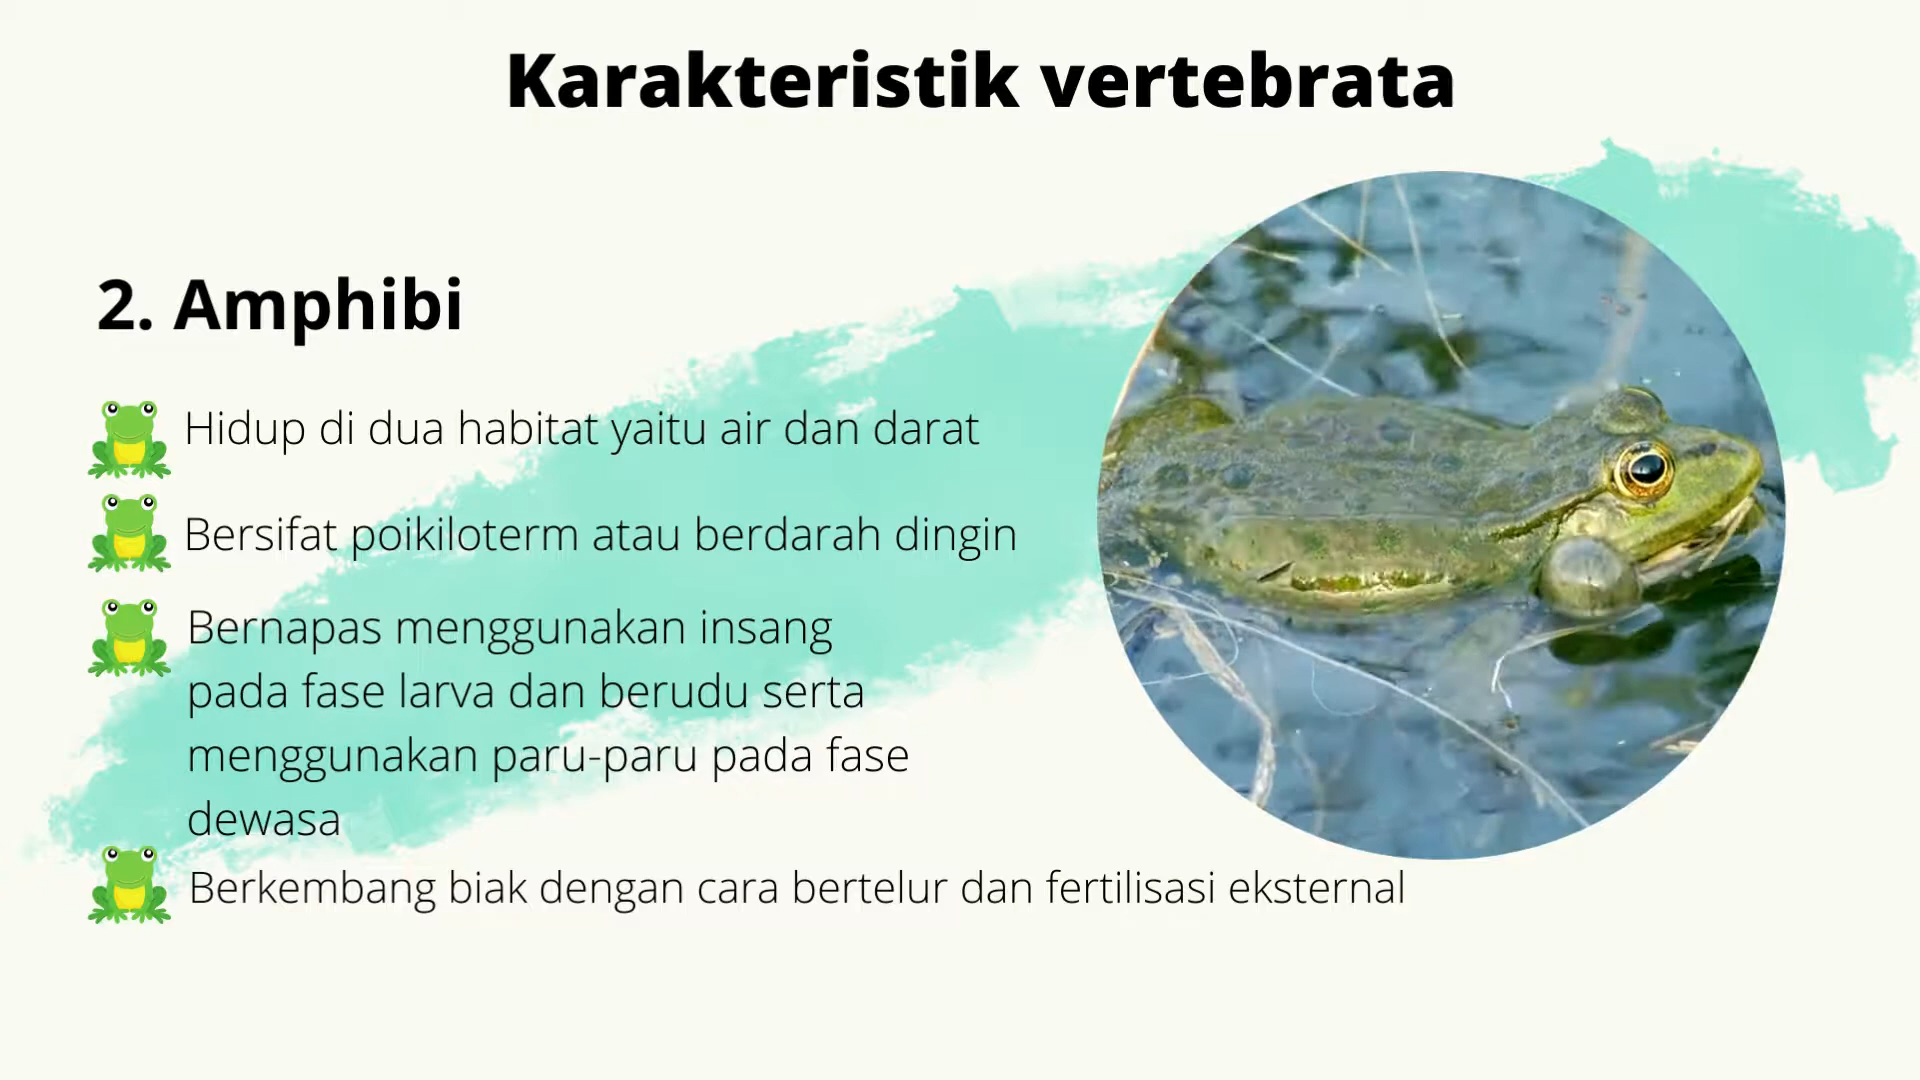 Karakteristik vertebrata
2. Amphibi
Hidup di dua habitat yaitu air dan darat
Bersifat poikiloterm atau berdarah dingin
Bernapas menggunakan insang
pada fase larva dan berudu serta
menggunakan paru-paru pada fase
dewasa
Berkembang biak dengan cara bertelur dan fertilisasi eksternal